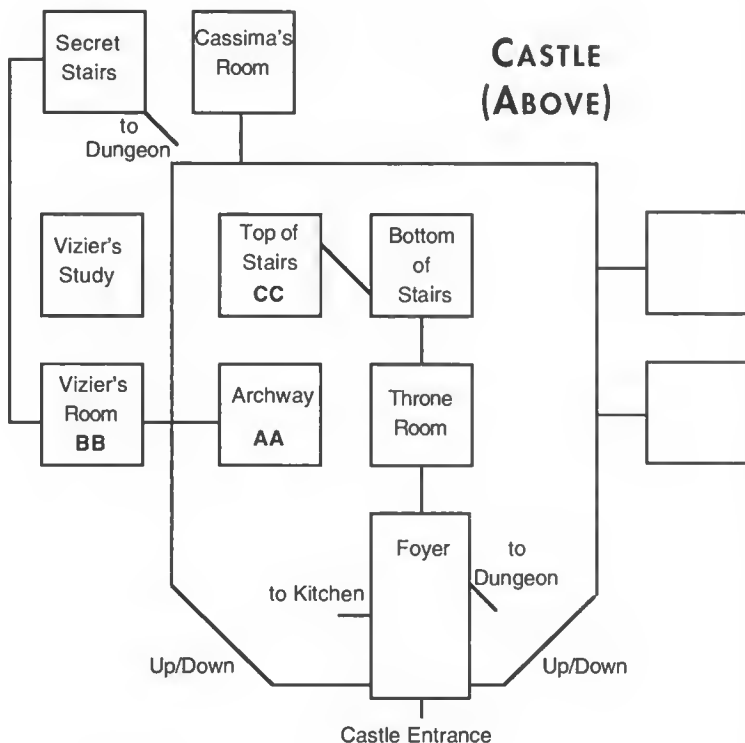 Secret
Stairs
Cassima's
Room
CASTLE
(ABOVE)
to
Dungeon
Vizier's
Study
Top of
Stairs
CC
Bottom
of
Stairs
Vizier's
Room
BB
Archway
AA
Throne
Room
Foyer
to
Dungeon
to Kitchen
Up/Down
Up/Down
Castle Entrance